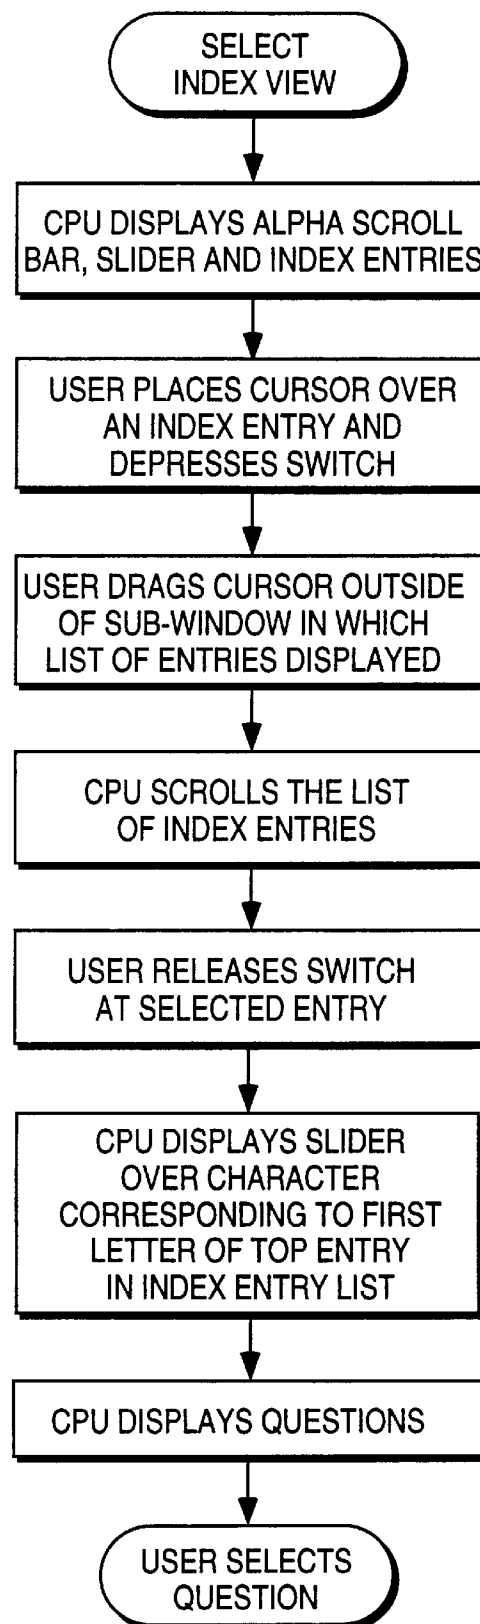 SELECT
INDEX VIEW
CPU DISPLAYS ALPHA SCROLL
BAR, SLIDER AND INDEX ENTRIES
USER PLACES CURSOR OVER
AN INDEX ENTRY AND
DEPRESSES SWITCH
USER DRAGS CURSOR OUTSIDE
OF SUB-WINDOW IN WHICH
LIST OF ENTRIES DISPLAYED
CPU SCROLLS THE LIST
OF INDEX ENTRIES
USER RELEASES SWITCH
AT SELECTED ENTRY
CPU DISPLAYS SLIDER
OVER CHARACTER
CORRESPONDING TO FIRST
LETTER OF TOP ENTRY
IN INDEX ENTRY LIST
CPU DISPLAYS QUESTIONS
USER SELECTS
QUESTION